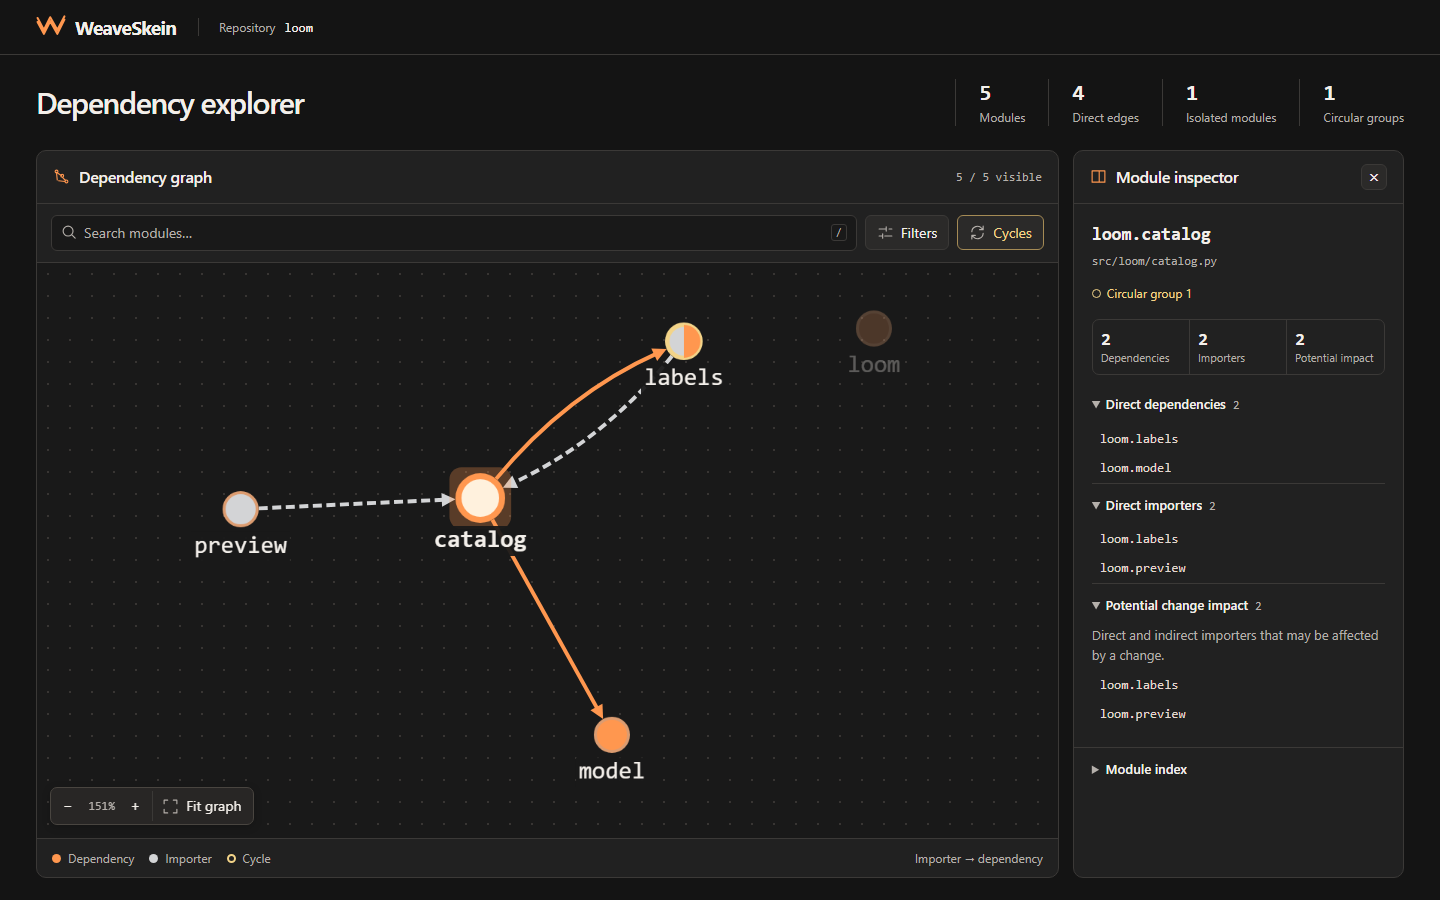 WeaveSkein
Repository loom
Dependency explorer
5
Modules
4
Direct edges
1
Isolated modules
1
Circular groups
Dependency graph
5 / 5 visible
Search modules...
/
Filters
Cycles
labels
loom
preview
catalog
model
− 151% +
Fit graph
Dependency
Importer
Cycle
Importer → dependency
Module inspector
×
loom.catalog
src/loom/catalog.py
Circular group 1
2
Dependencies
2
Importers
2
Potential impact
Direct dependencies 2
loom.labels
loom.model
Direct importers 2
loom.labels
loom.preview
Potential change impact 2
Direct and indirect importers that may be affected
by a change.
loom.labels
loom.preview
Module index